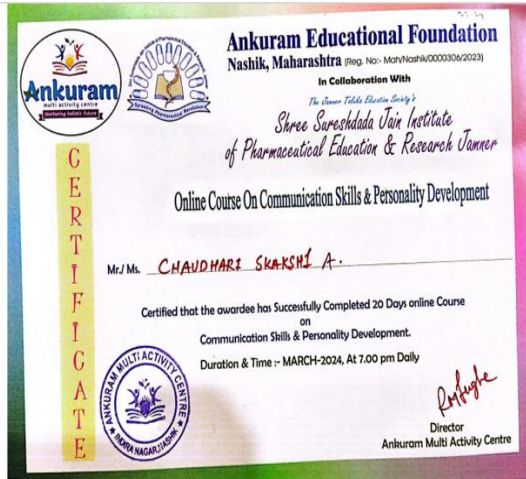 Ankuram Educational Foundation
Nashik, Maharashtra (Reg. No:- Mah/Nashik/0000306/2023)
In Collaboration With
The Jamner Taluka Education Society's
Shree Sureshdada Jain Institute
of Pharmaceutical Education & Research Jamner
Ankuram
multi activity centre
Nurturing holistic future
Spreading Pharmaceutical Revolution
CERTIFICATE
Online Course On Communication Skills & Personality Development
Mr./ Ms. CHAUDHARI SKAKSHI A.
Certified that the awardee has Successfully Completed 20 Days online Course
on
Communication Skills & Personality Development.
Duration & Time :- MARCH-2024, At 7.00 pm Daily
ANKURAM MULTI ACTIVITY CENTRE
INDIRA NAGAR, NASHIK
Director
Ankuram Multi Activity Centre